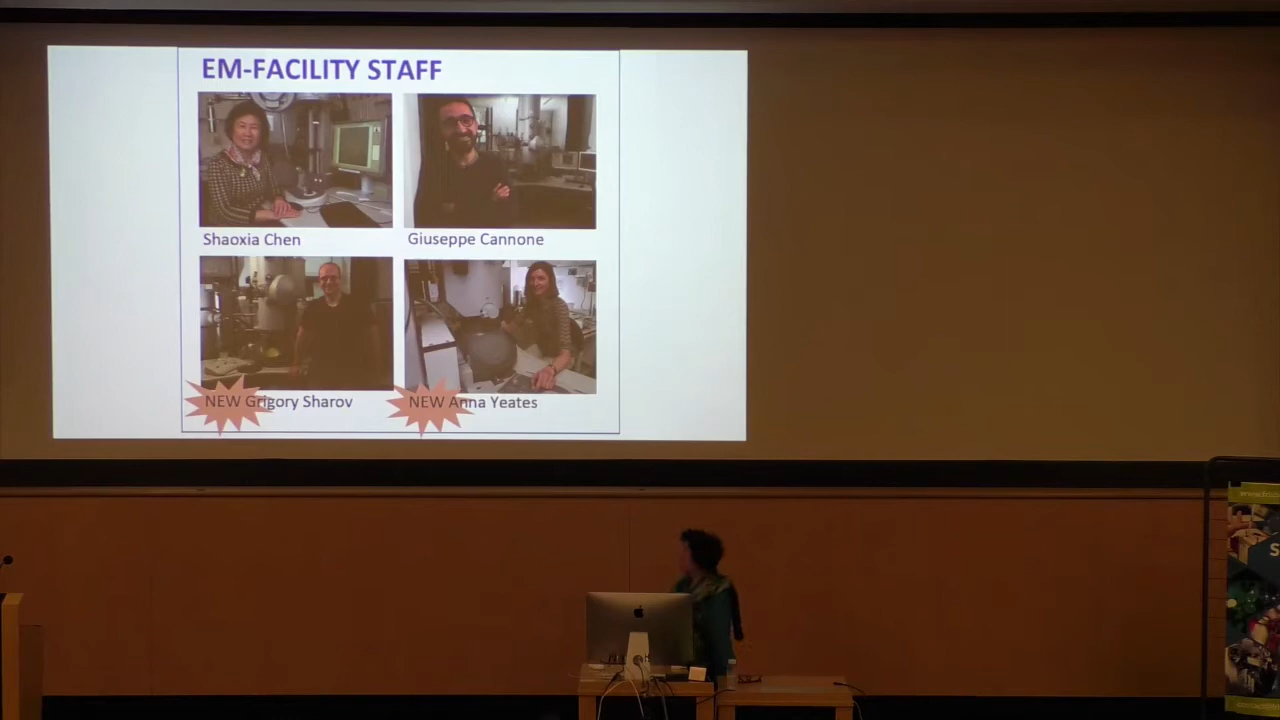 EM-FACILITY STAFF
Shaoxia Chen
Giuseppe Cannone
NEW Grigory Sharov
NEW Anna Yeates